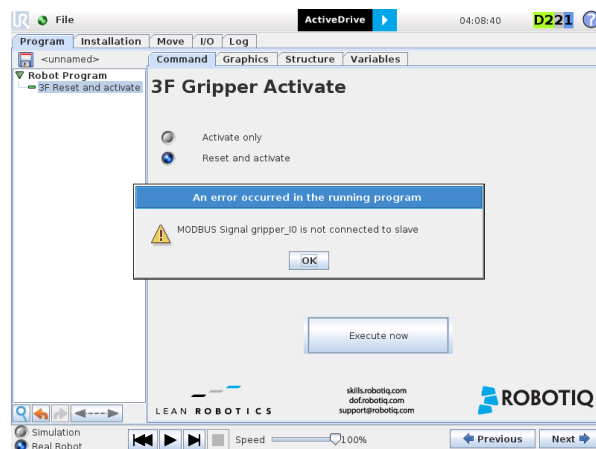 File
ActiveDrive
04:08:40
D221
?
Program Installation Move I/O Log
<unnamed>
Command Graphics Structure Variables
Robot Program
3F Reset and activate
3F Gripper Activate
Activate only
Reset and activate
An error occurred in the running program
MODBUS Signal gripper_I0 is not connected to slave
OK
Execute now
LEAN ROBOTICS
skills.robotiq.com
dof.robotiq.com
support@robotiq.com
ROBOTIQ
Simulation
Real Robot
Speed
100%
Previous
Next